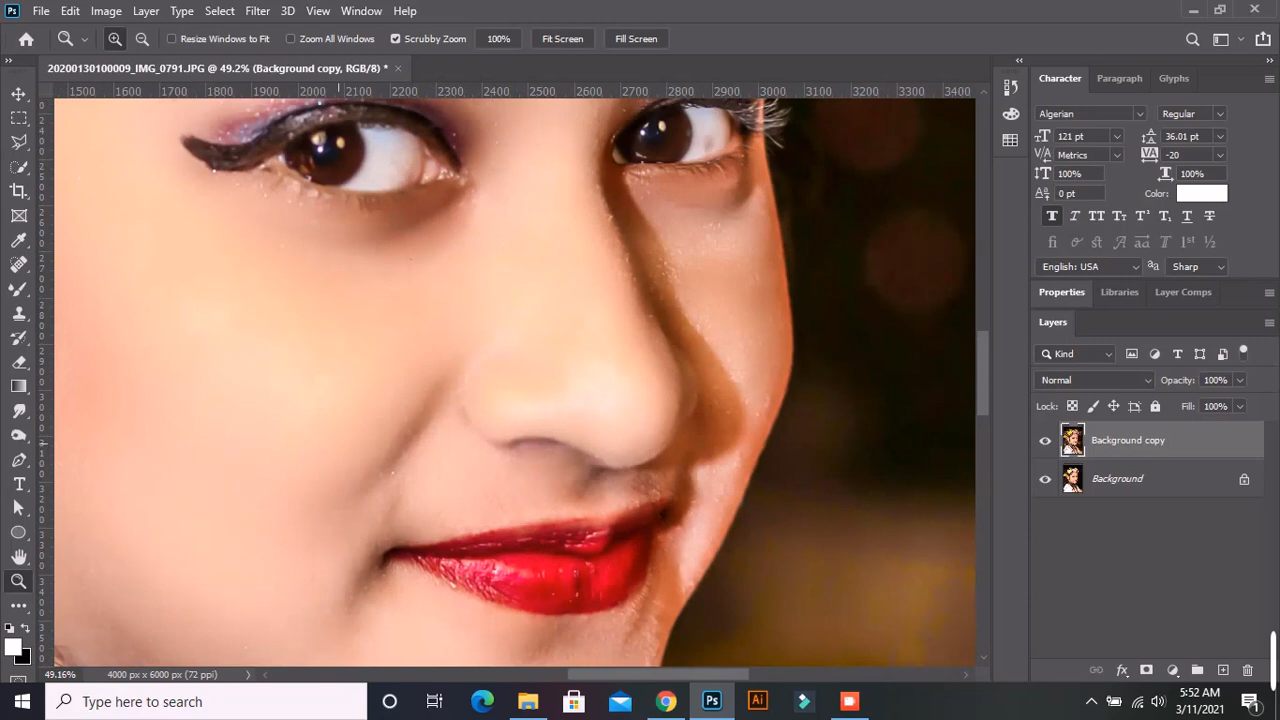 Ps File Edit Image Layer Type Select Filter 3D View Window Help
Resize Windows to Fit Zoom All Windows Scrubby Zoom 100% Fit Screen Fill Screen
20200130100009_IMG_0791.JPG @ 49.2% (Background copy, RGB/8) * ×
1500 1600 1700 1800 1900 2000 2100 2200 2300 2400 2500 2600 2700 2800 2900 3000 3100 3200 3300 3400
Character Paragraph Glyphs
Algerian Regular
121 pt 36.01 pt
Metrics -20
100% 100%
0 pt Color:
English: USA Sharp
Properties Libraries Layer Comps
Layers
Kind
Normal Opacity: 100%
Lock: Fill: 100%
Background copy
Background
49.16% 4000 px x 6000 px (72 ppi)
Type here to search
Ps Ai
:52 AM
3/11/2021
1